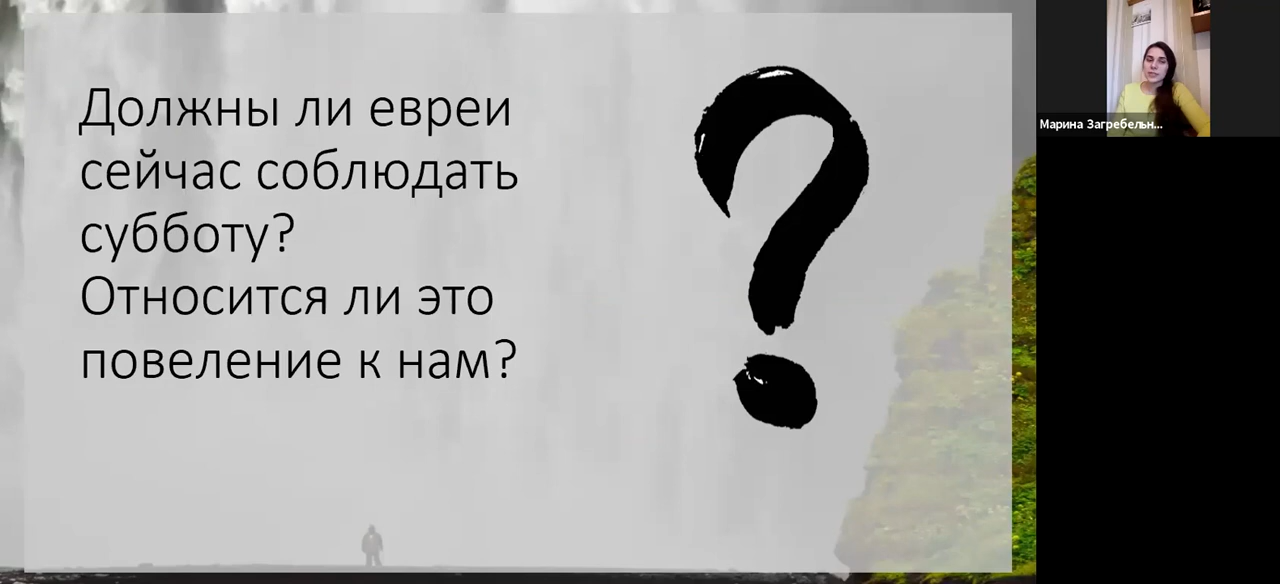 Должны ли евреи
сейчас соблюдать
субботу?
Относится ли это
повеление к нам?
Марина Загребельн...